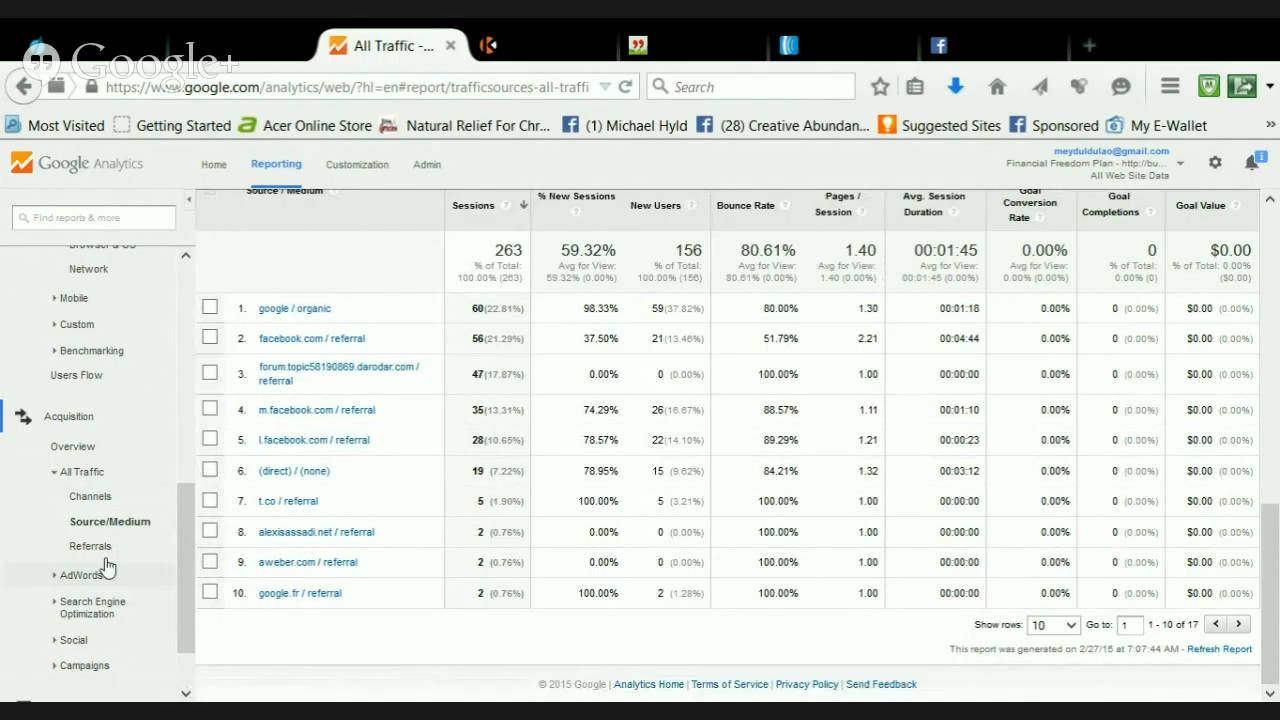 Google+
All Traffic -...
https://www.google.com/analytics/web/?hl=en#report/trafficsources-all-traffi
Search
Most Visited
Getting Started
Acer Online Store
Natural Relief For Chr...
(1) Michael Hyld
(28) Creative Abundan...
Suggested Sites
Sponsored
My E-Wallet
»
Google Analytics
Home
Reporting
Customization
Admin
meyduldulao@gmail.com
Financial Freedom Plan - http://bu...
All Web Site Data
1
Find reports & more
Browser & OS
Network
Mobile
Custom
Benchmarking
Users Flow
Acquisition
Overview
All Traffic
Channels
Source/Medium
Referrals
AdWords
Search Engine
Optimization
Social
Campaigns
Source / Medium
Sessions
% New Sessions
New Users
Bounce Rate
Pages /
Session
Avg. Session
Duration
Goal
Conversion
Rate
Goal
Completions
Goal Value
263 59.32% 156 80.61% 1.40 00:01:45 0.00% 0 $0.00
% of Total: Avg for View: % of Total: Avg for View: Avg for View: Avg for View: Avg for View: % of Total: % of Total: 0.00%
100.00% (263) 59.32% (0.00%) 100.00% (156) 80.61% (0.00%) 1.40 (0.00%) 00:01:45 (0.00%) 0.00% (0.00%) 0.00% (0) ($0.00)
1. google / organic 60 (22.81%) 98.33% 59 (37.82%) 80.00% 1.30 00:01:18 0.00% 0 (0.00%) $0.00 (0.00%)
2. facebook.com / referral 56 (21.29%) 37.50% 21 (13.46%) 51.79% 2.21 00:04:44 0.00% 0 (0.00%) $0.00 (0.00%)
3. forum.topic58190869.darodar.com /
referral 47 (17.87%) 0.00% 0 (0.00%) 100.00% 1.00 00:00:00 0.00% 0 (0.00%) $0.00 (0.00%)
4. m.facebook.com / referral 35 (13.31%) 74.29% 26 (16.67%) 88.57% 1.11 00:01:10 0.00% 0 (0.00%) $0.00 (0.00%)
5. l.facebook.com / referral 28 (10.65%) 78.57% 22 (14.10%) 89.29% 1.21 00:00:23 0.00% 0 (0.00%) $0.00 (0.00%)
6. (direct) / (none) 19 (7.22%) 78.95% 15 (9.62%) 84.21% 1.32 00:03:12 0.00% 0 (0.00%) $0.00 (0.00%)
7. t.co / referral 5 (1.90%) 100.00% 5 (3.21%) 100.00% 1.00 00:00:00 0.00% 0 (0.00%) $0.00 (0.00%)
8. alexisassadi.net / referral 2 (0.76%) 0.00% 0 (0.00%) 100.00% 1.00 00:00:00 0.00% 0 (0.00%) $0.00 (0.00%)
9. aweber.com / referral 2 (0.76%) 0.00% 0 (0.00%) 100.00% 1.00 00:00:00 0.00% 0 (0.00%) $0.00 (0.00%)
10. google.fr / referral 2 (0.76%) 100.00% 2 (1.28%) 100.00% 1.00 00:00:00 0.00% 0 (0.00%) $0.00 (0.00%)
Show rows: 10 Go to: 1 1 - 10 of 17
This report was generated on 2/27/15 at 7:07:44 AM - Refresh Report
© 2015 Google | Analytics Home | Terms of Service | Privacy Policy | Send Feedback